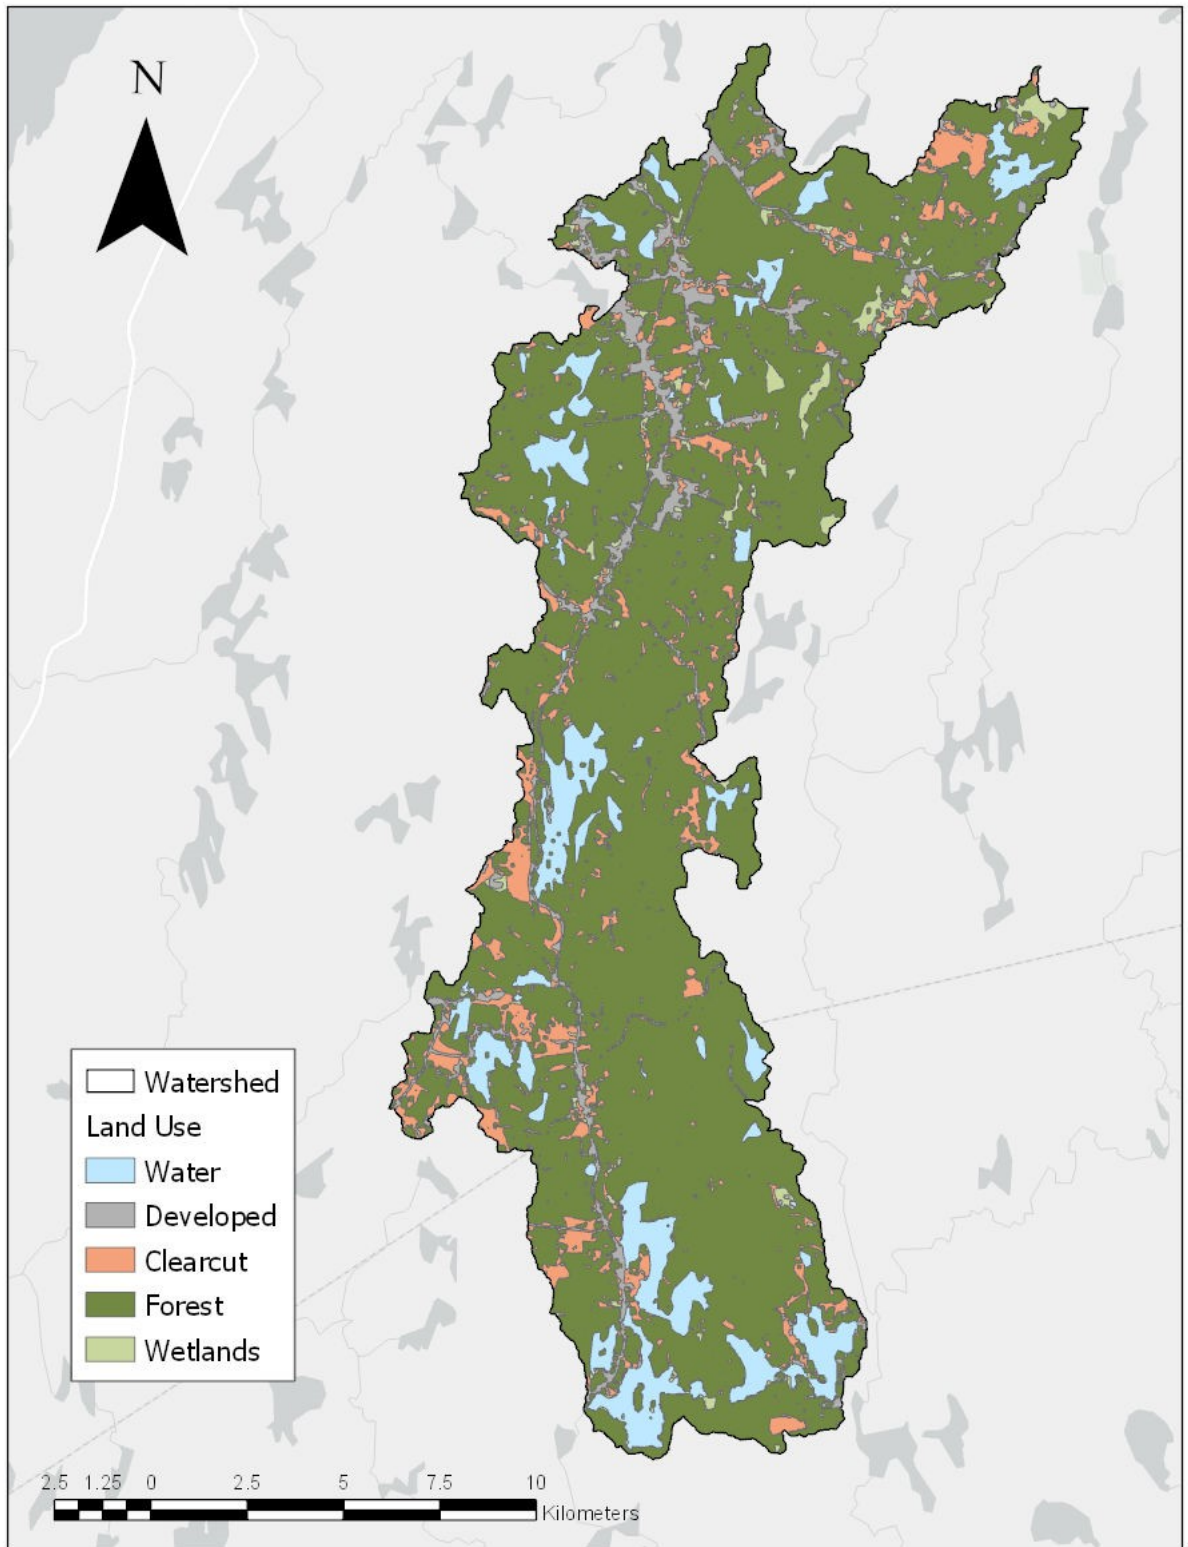 N
Watershed
Land Use
Water
Developed
Clearcut
Forest
Wetlands
2.5 1.25 0 2.5 5 7.5 10
Kilometers